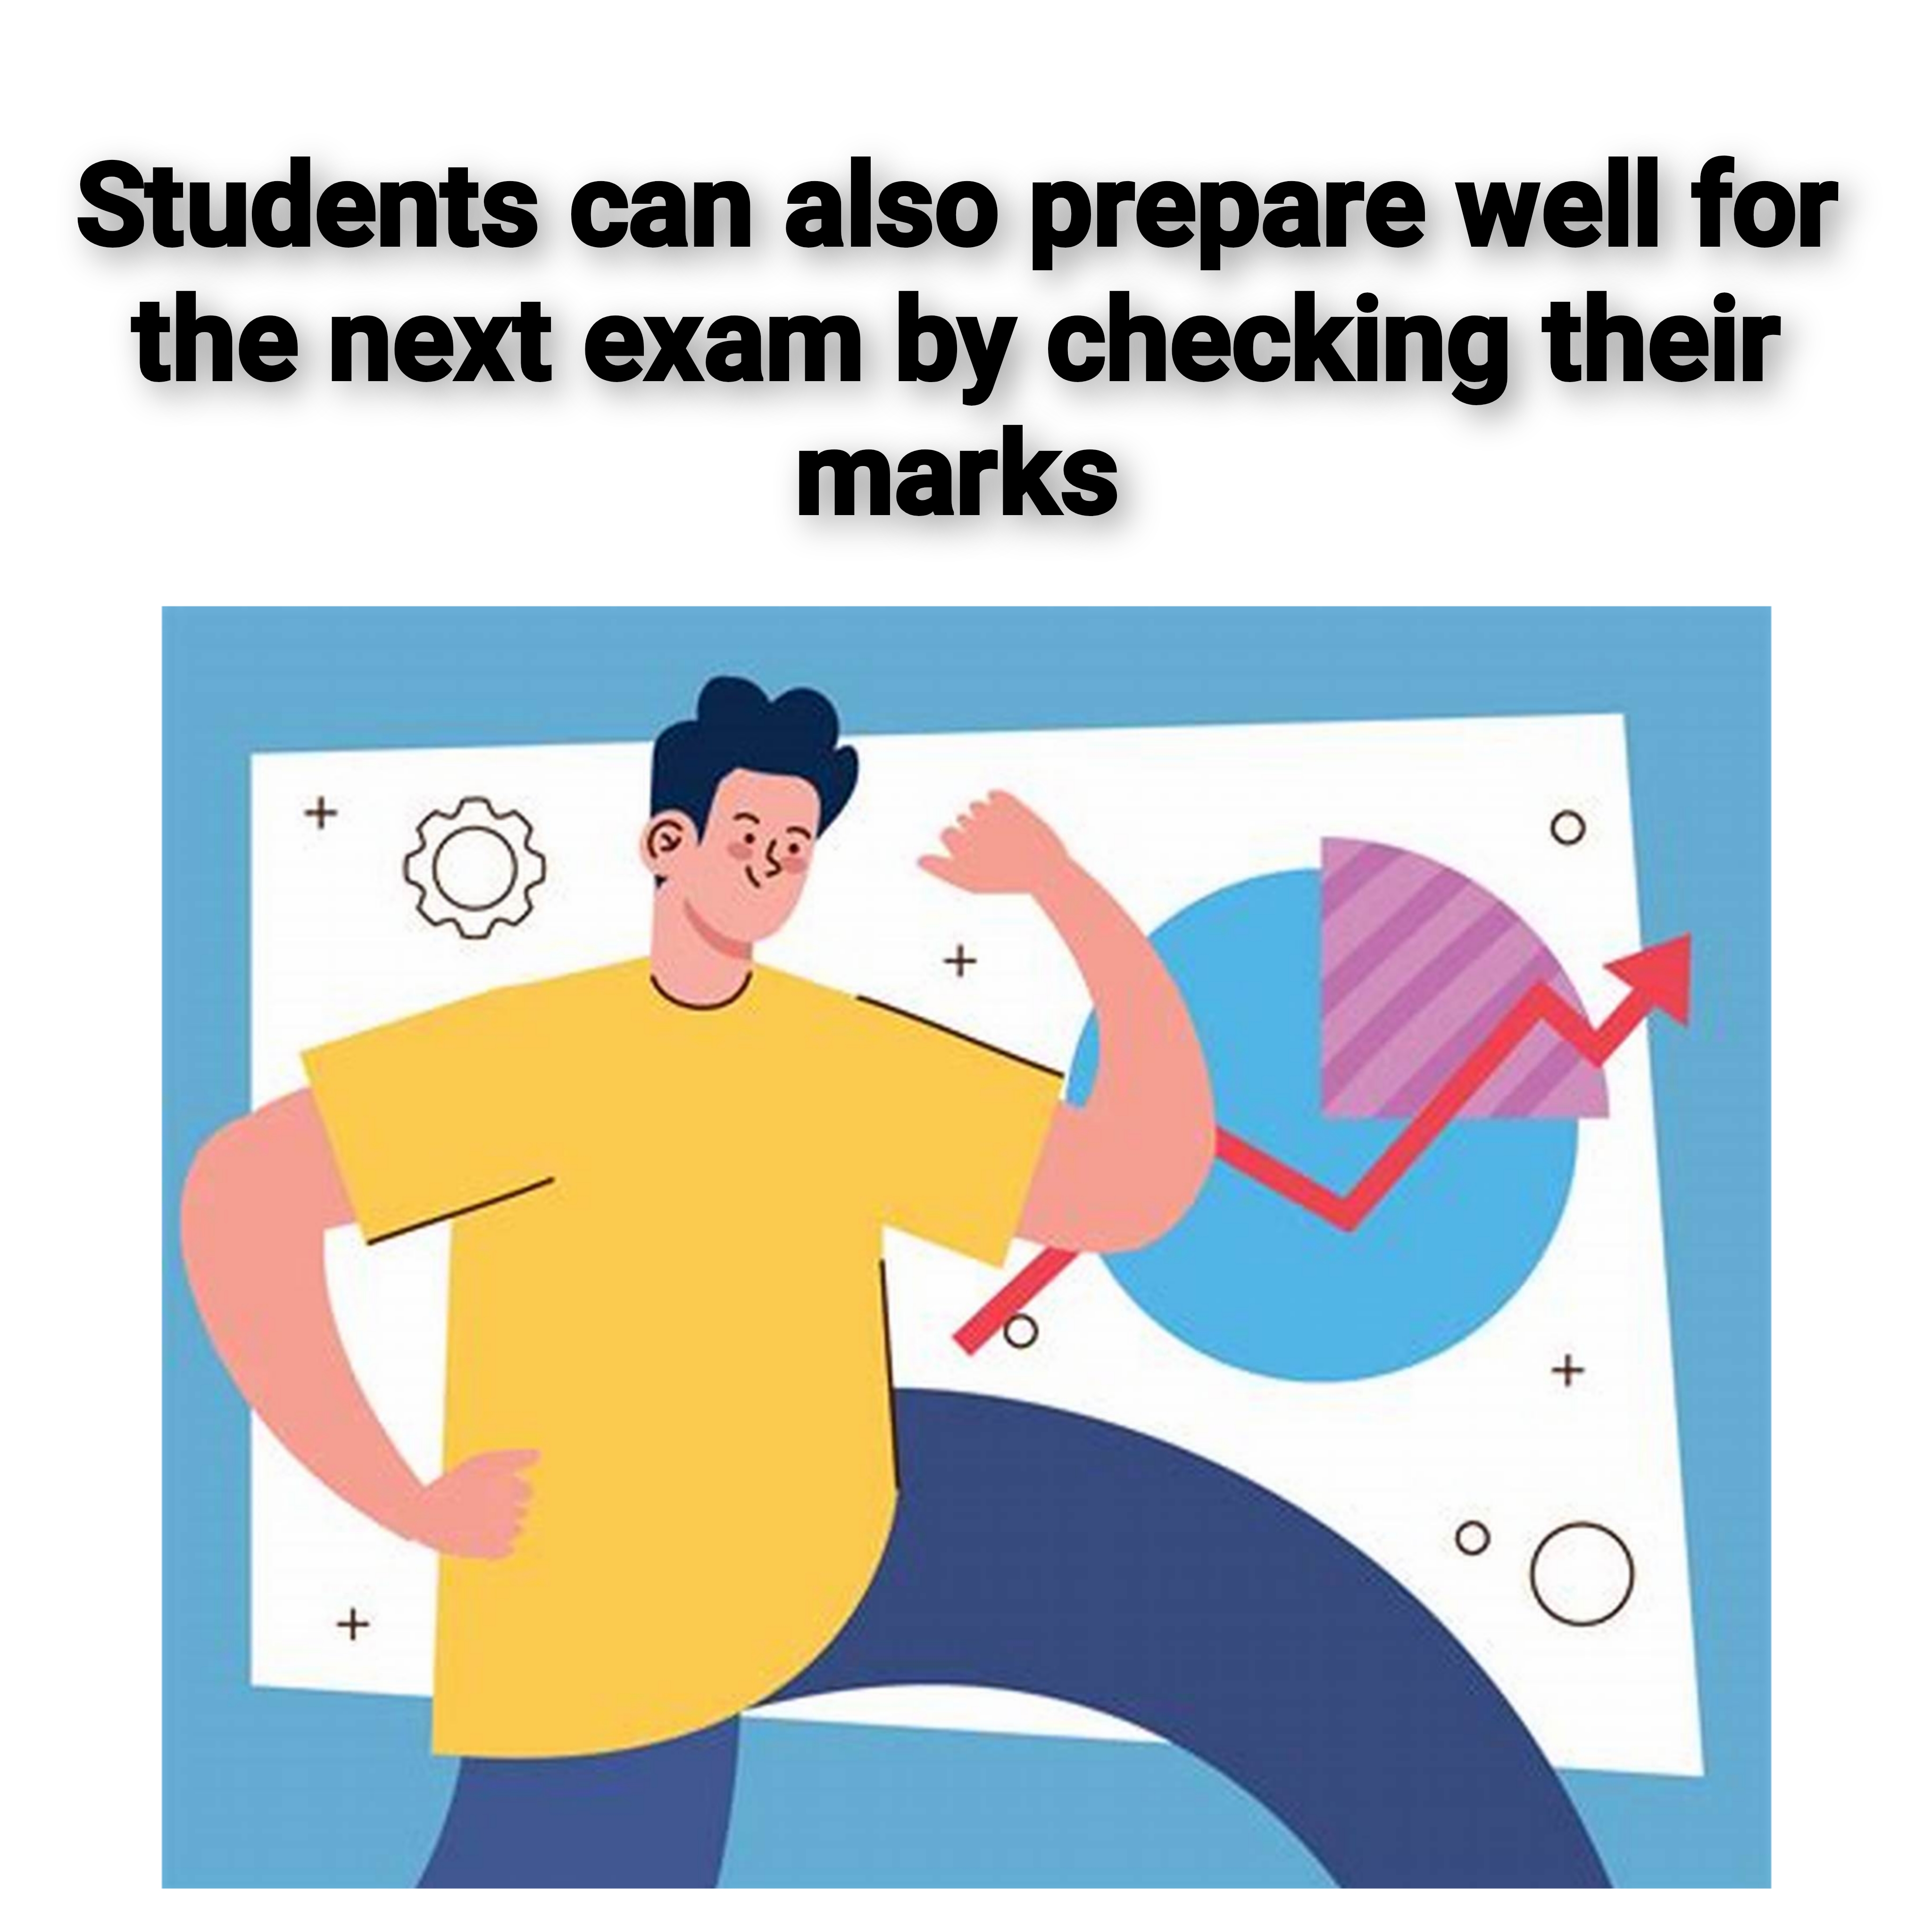 Students can also prepare well for
the next exam by checking their
marks